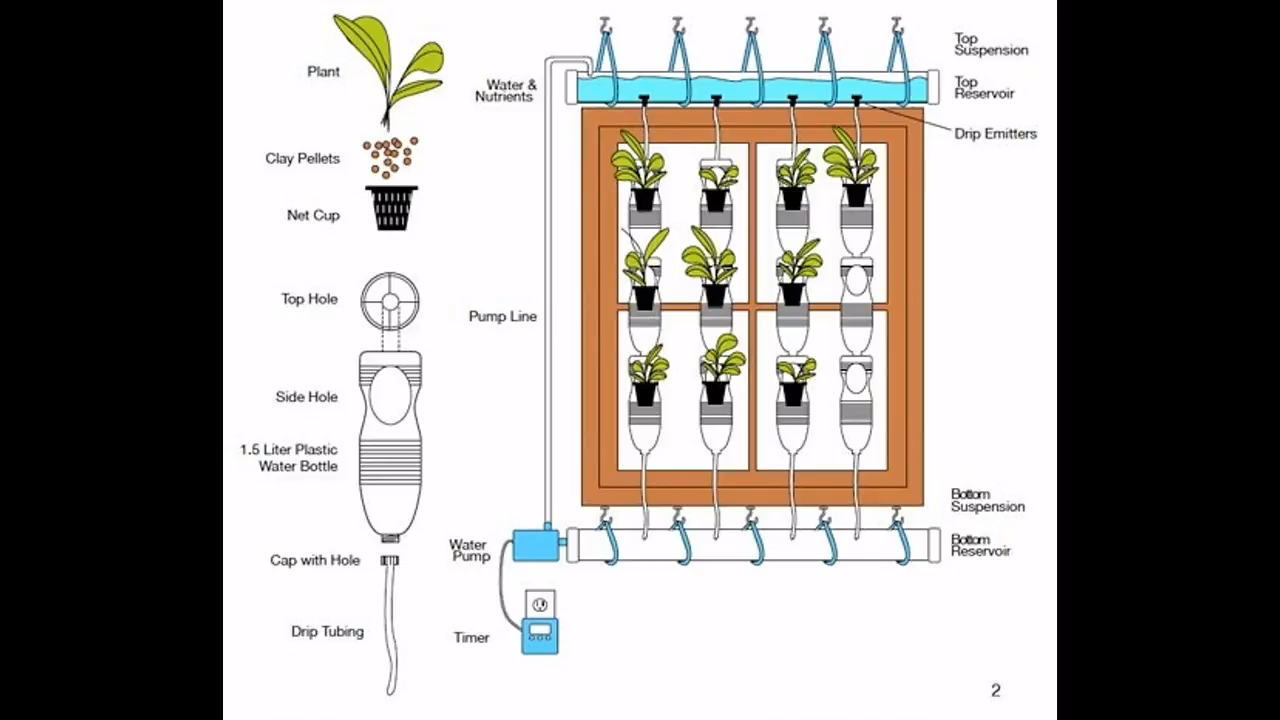 Plant
Clay Pellets
Net Cup
Top Hole
Side Hole
1.5 Liter Plastic
Water Bottle
Cap with Hole
Drip Tubing
Water &
Nutrients
Pump Line
Water
Pump
Timer
Top
Suspension
Top
Reservoir
Drip Emitters
Bottom
Suspension
Bottom
Reservoir
2